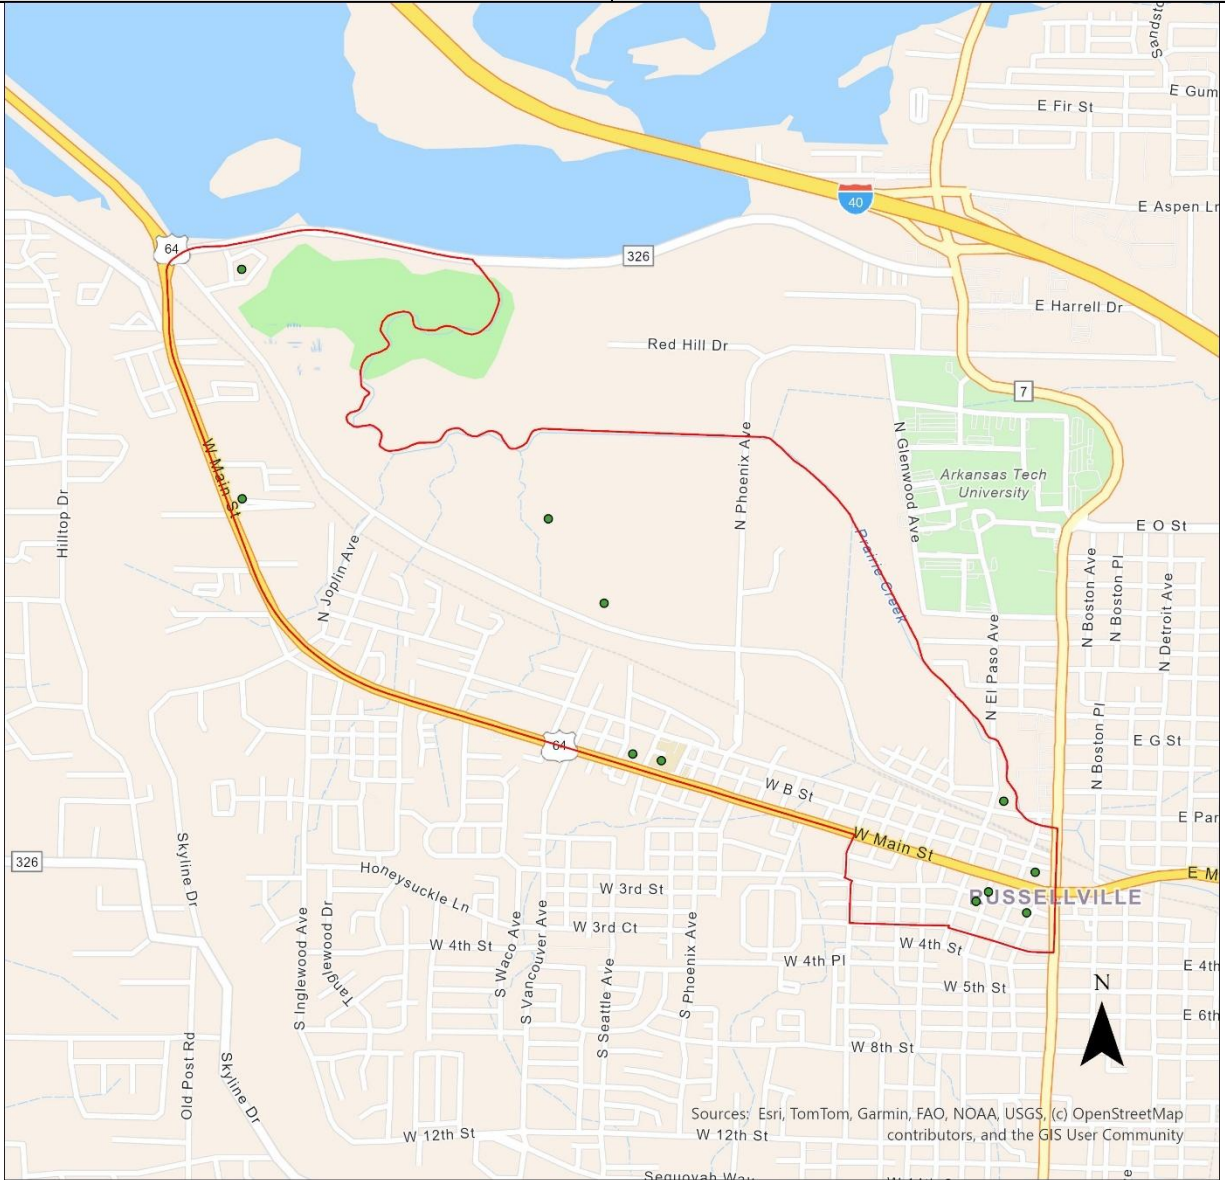 Sandsto
E Gum
E Fir St
40
E Aspen Ln
64
326
E Harrell Dr
Red Hill Dr
7
W Main St
N Phoenix Ave
N Glenwood Ave
Arkansas Tech
University
Hilltop Dr
E O St
N Joplin Ave
Prairie Creek
N Boston Ave
N Boston Pl
N Detroit Ave
N El Paso Ave
64
E G St
N Boston Pl
W B St
E Par
W Main St
E M
326
Skyline Dr
Honeysuckle Ln
W 3rd St
RUSSELLVILLE
W 3rd Ct
S Inglewood Ave
Tanglewood Dr
W 4th St
S Waco Ave
S Vancouver Ave
S Seattle Ave
S Phoenix Ave
W 4th St
W 4th Pl
E 4th
W 5th St
N
E 6th
Old Post Rd
Skyline Dr
W 8th St
Sources: Esri, TomTom, Garmin, FAO, NOAA, USGS, (c) OpenStreetMap
contributors, and the GIS User Community
W 12th St
W 12th St